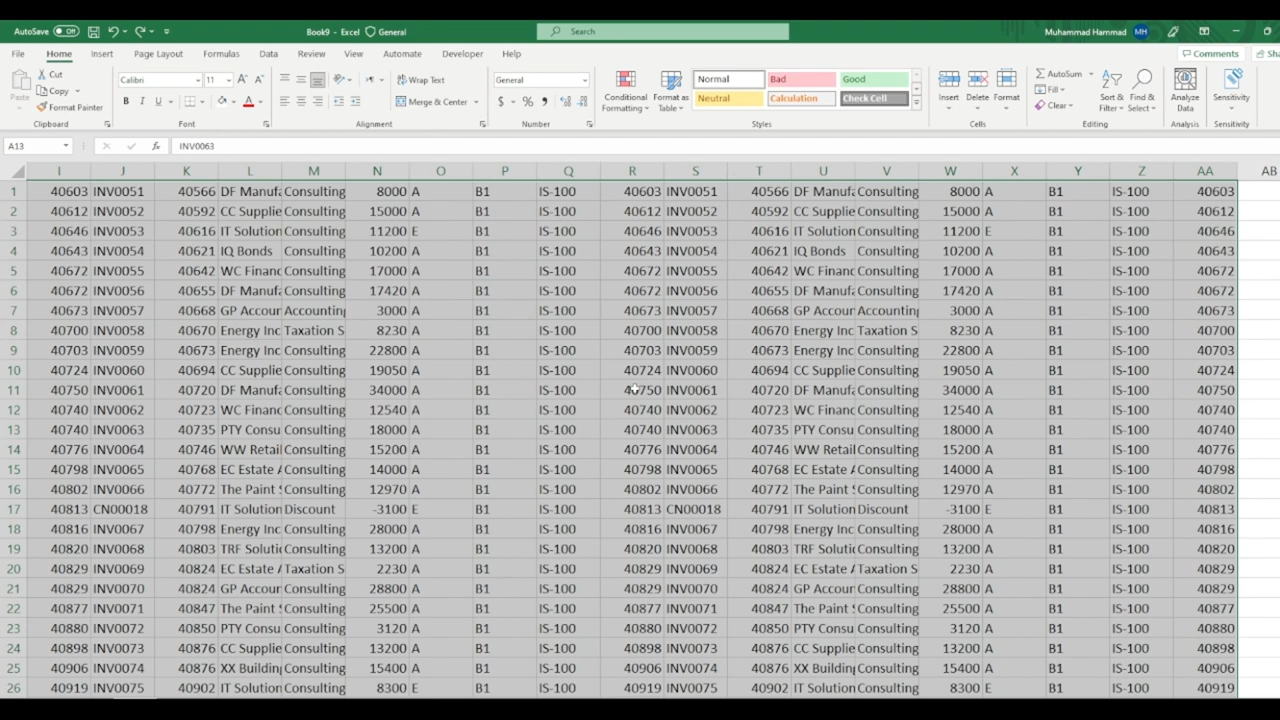 AutoSave Off Book9 - Excel General Search Muhammad Hammad MH
File Home Insert Page Layout Formulas Data Review View Automate Developer Help Comments Sha
Paste Cut Copy Format Painter Calibri 11 A A Wrap Text General Conditional Formatting Format as Table Normal Bad Good Insert Delete Format AutoSum Fill Clear Sort & Filter Find & Select Analyze Data Sensitivity
B I U A Merge & Center $ % Neutral Calculation Check Cell
Clipboard Font Alignment Number Styles Cells Editing Analysis Sensitivity
A13 fx INV0063
I J K L M N O P Q R S T U V W X Y Z AA AB
1 40603 INV0051 40566 DF Manufa Consulting 8000 A B1 IS-100 40603 INV0051 40566 DF Manufa Consulting 8000 A B1 IS-100 40603
2 40612 INV0052 40592 CC Supplie Consulting 15000 A B1 IS-100 40612 INV0052 40592 CC Supplie Consulting 15000 A B1 IS-100 40612
3 40646 INV0053 40616 IT Solution Consulting 11200 E B1 IS-100 40646 INV0053 40616 IT Solution Consulting 11200 E B1 IS-100 40646
4 40643 INV0054 40621 IQ Bonds Consulting 10200 A B1 IS-100 40643 INV0054 40621 IQ Bonds Consulting 10200 A B1 IS-100 40643
5 40672 INV0055 40642 WC Financ Consulting 17000 A B1 IS-100 40672 INV0055 40642 WC Financ Consulting 17000 A B1 IS-100 40672
6 40672 INV0056 40655 DF Manufa Consulting 17420 A B1 IS-100 40672 INV0056 40655 DF Manufa Consulting 17420 A B1 IS-100 40672
7 40673 INV0057 40668 GP Accour Accounting 3000 A B1 IS-100 40673 INV0057 40668 GP Accour Accounting 3000 A B1 IS-100 40673
8 40700 INV0058 40670 Energy Inc Taxation S 8230 A B1 IS-100 40700 INV0058 40670 Energy Inc Taxation S 8230 A B1 IS-100 40700
9 40703 INV0059 40673 Energy Inc Consulting 22800 A B1 IS-100 40703 INV0059 40673 Energy Inc Consulting 22800 A B1 IS-100 40703
10 40724 INV0060 40694 CC Supplie Consulting 19050 A B1 IS-100 40724 INV0060 40694 CC Supplie Consulting 19050 A B1 IS-100 40724
11 40750 INV0061 40720 DF Manufa Consulting 34000 A B1 IS-100 40750 INV0061 40720 DF Manufa Consulting 34000 A B1 IS-100 40750
12 40740 INV0062 40723 WC Financ Consulting 12540 A B1 IS-100 40740 INV0062 40723 WC Financ Consulting 12540 A B1 IS-100 40740
13 40740 INV0063 40735 PTY Consu Consulting 18000 A B1 IS-100 40740 INV0063 40735 PTY Consu Consulting 18000 A B1 IS-100 40740
14 40776 INV0064 40746 WW Retail Consulting 15200 A B1 IS-100 40776 INV0064 40746 WW Retail Consulting 15200 A B1 IS-100 40776
15 40798 INV0065 40768 EC Estate A Consulting 14000 A B1 IS-100 40798 INV0065 40768 EC Estate A Consulting 14000 A B1 IS-100 40798
16 40802 INV0066 40772 The Paint S Consulting 12970 A B1 IS-100 40802 INV0066 40772 The Paint S Consulting 12970 A B1 IS-100 40802
17 40813 CN00018 40791 IT Solution Discount -3100 E B1 IS-100 40813 CN00018 40791 IT Solution Discount -3100 E B1 IS-100 40813
18 40816 INV0067 40798 Energy Inc Consulting 28000 A B1 IS-100 40816 INV0067 40798 Energy Inc Consulting 28000 A B1 IS-100 40816
19 40820 INV0068 40803 TRF Solutic Consulting 13200 A B1 IS-100 40820 INV0068 40803 TRF Solutic Consulting 13200 A B1 IS-100 40820
20 40829 INV0069 40824 EC Estate A Taxation S 2230 A B1 IS-100 40829 INV0069 40824 EC Estate A Taxation S 2230 A B1 IS-100 40829
21 40829 INV0070 40824 GP Accour Consulting 28800 A B1 IS-100 40829 INV0070 40824 GP Accour Consulting 28800 A B1 IS-100 40829
22 40877 INV0071 40847 The Paint S Consulting 25500 A B1 IS-100 40877 INV0071 40847 The Paint S Consulting 25500 A B1 IS-100 40877
23 40880 INV0072 40850 PTY Consu Consulting 3120 A B1 IS-100 40880 INV0072 40850 PTY Consu Consulting 3120 A B1 IS-100 40880
24 40898 INV0073 40876 CC Supplie Consulting 13200 A B1 IS-100 40898 INV0073 40876 CC Supplie Consulting 13200 A B1 IS-100 40898
25 40906 INV0074 40876 XX Building Consulting 15400 A B1 IS-100 40906 INV0074 40876 XX Building Consulting 15400 A B1 IS-100 40906
26 40919 INV0075 40902 IT Solution Consulting 8300 E B1 IS-100 40919 INV0075 40902 IT Solution Consulting 8300 E B1 IS-100 40919